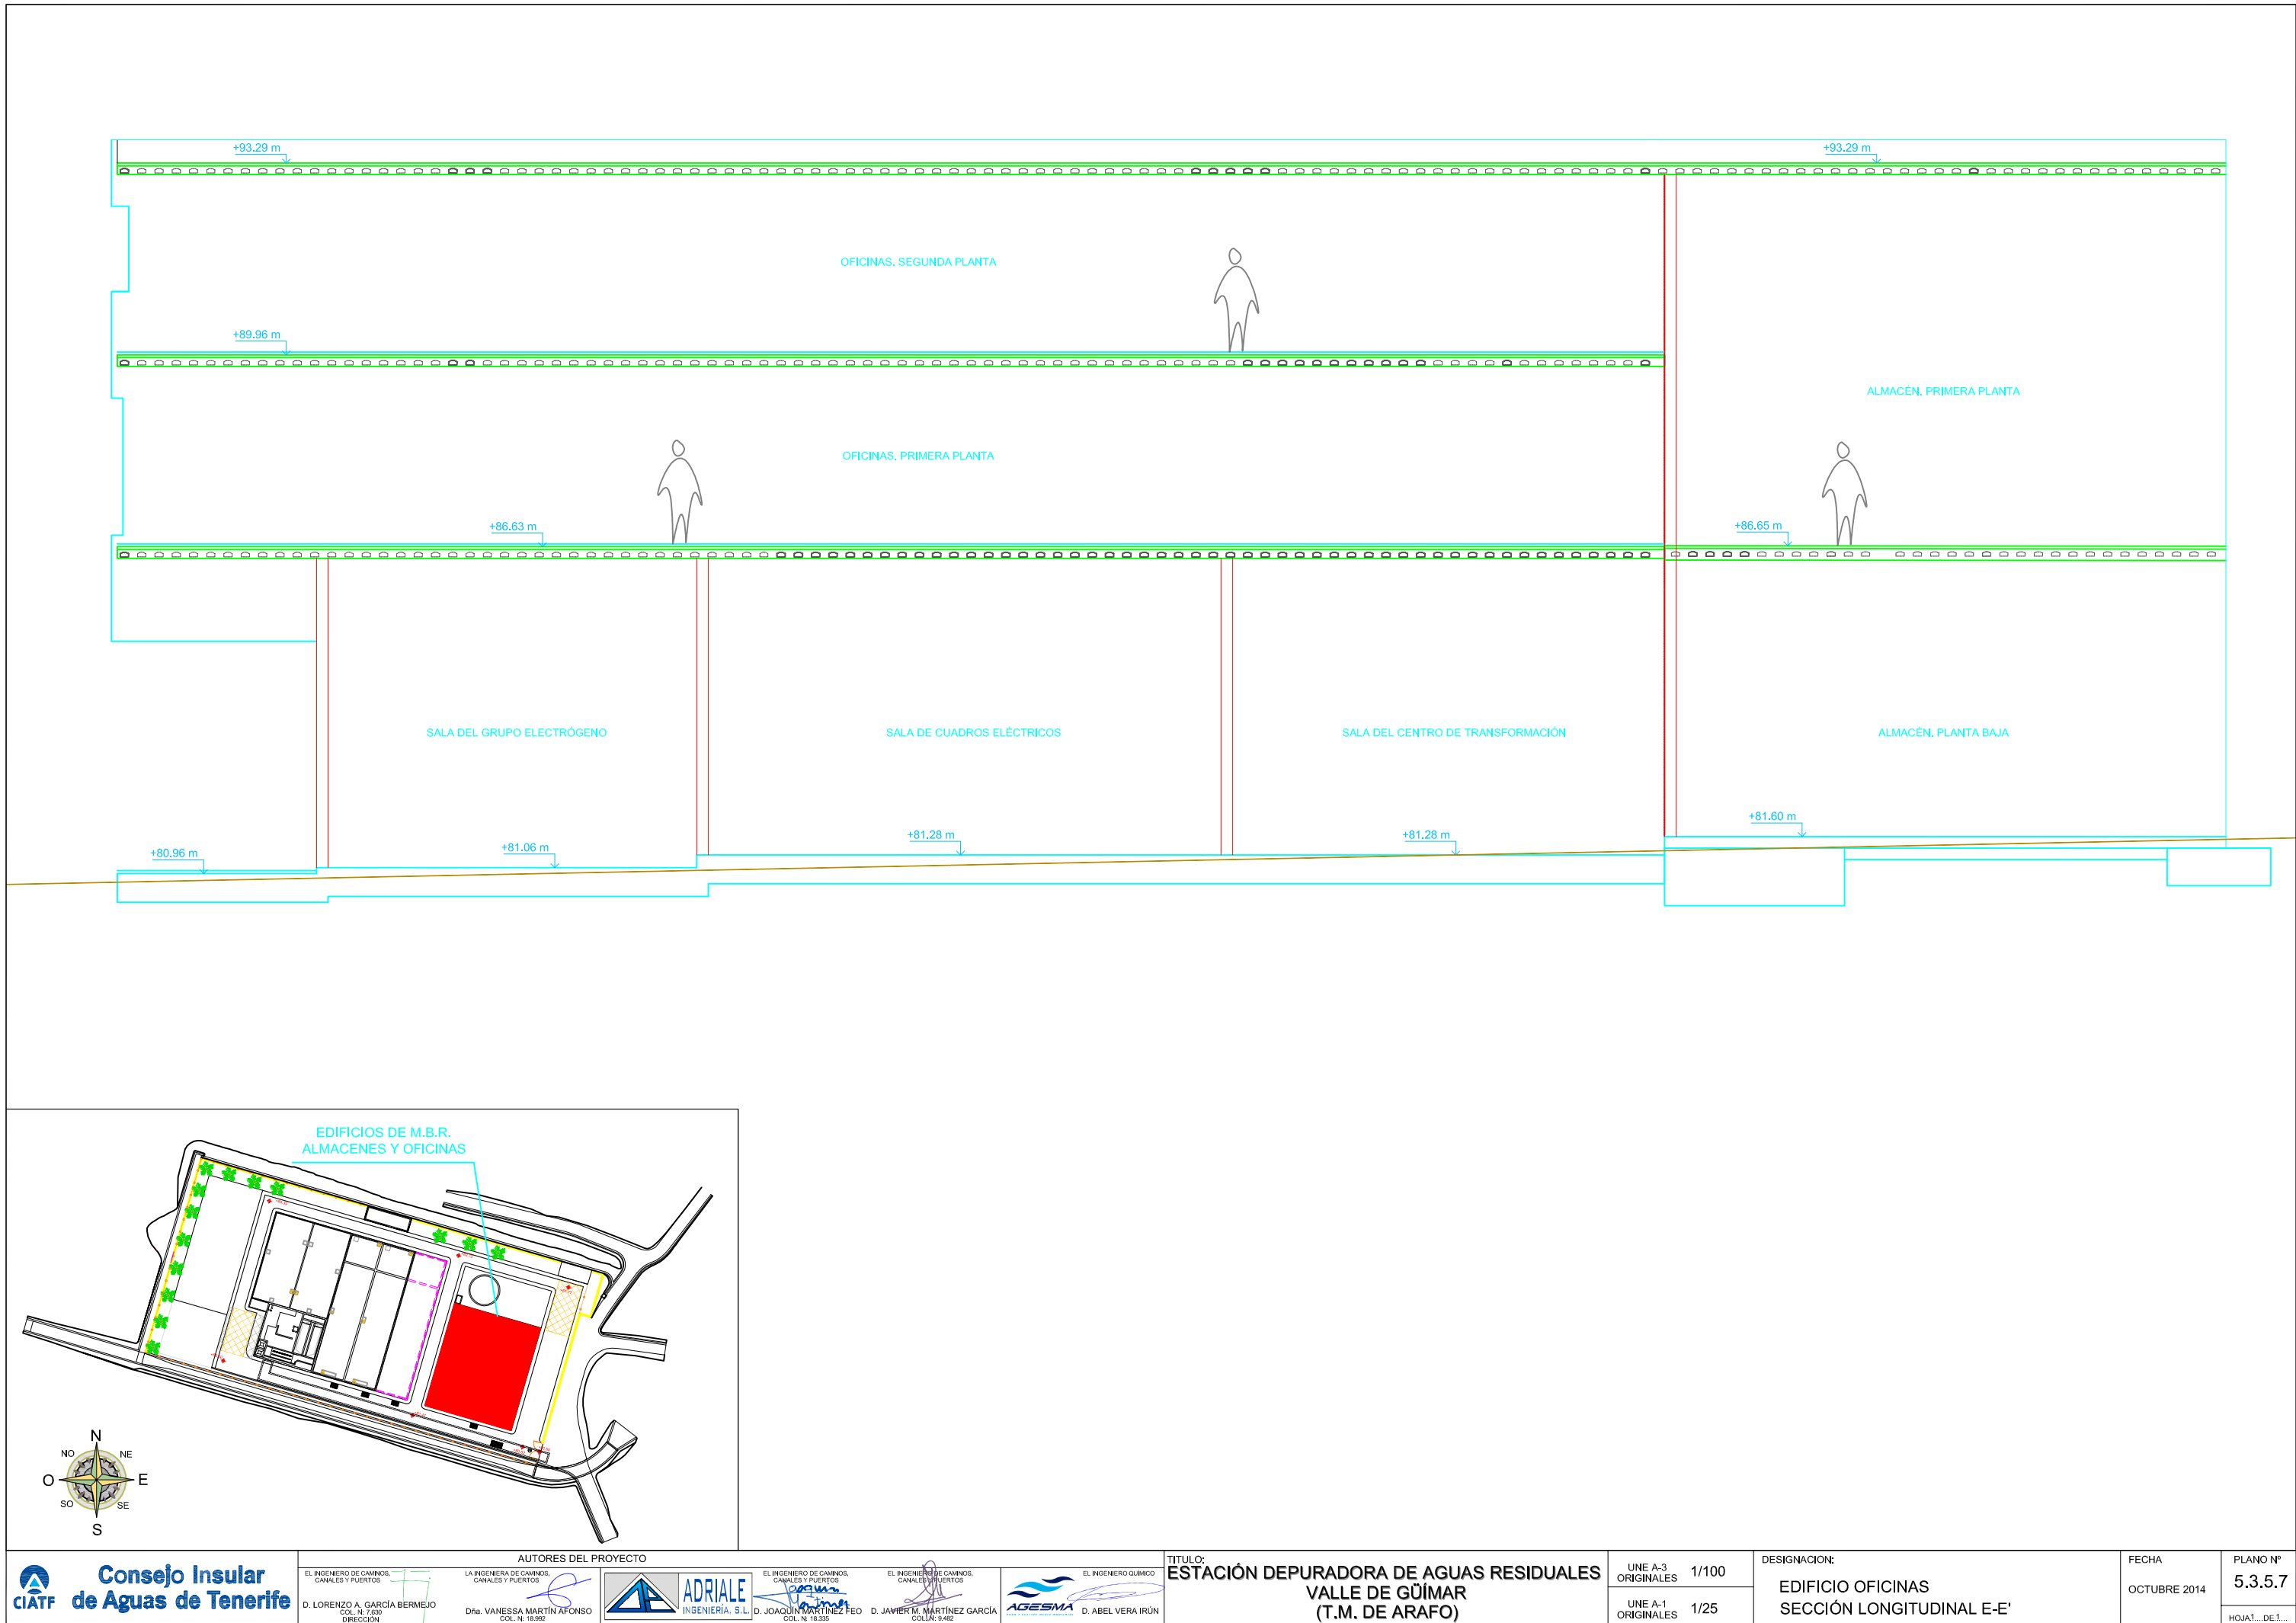 +93.29 m
+93.29 m
OFICINAS, SEGUNDA PLANTA
+89.96 m
ALMACÉN, PRIMERA PLANTA
OFICINAS, PRIMERA PLANTA
+86.63 m
+86.65 m
SALA DEL GRUPO ELECTRÓGENO
SALA DE CUADROS ELÉCTRICOS
SALA DEL CENTRO DE TRANSFORMACIÓN
ALMACÉN, PLANTA BAJA
+80.96 m
+81.06 m
+81.28 m
+81.28 m
+81.60 m
EDIFICIOS DE M.B.R.
ALMACENES Y OFICINAS
N
NO
NE
O
E
SO
SE
S
CIATF
Consejo Insular
de Aguas de Tenerife
AUTORES DEL PROYECTO
EL INGENIERO DE CAMINOS,
CANALES Y PUERTOS
D. LORENZO A. GARCÍA BERMEJO
COL. N: 7.630
DIRECCIÓN
LA INGENIERA DE CAMINOS,
CANALES Y PUERTOS
Dña. VANESSA MARTÍN AFONSO
COL. N: 18.992
ADRIALE
INGENIERÍA, S.L.
EL INGENIERO DE CAMINOS,
CANALES Y PUERTOS
D. JOAQUÍN MARTÍNEZ FEO
COL. N: 18.335
EL INGENIERO DE CAMINOS,
CANALES Y PUERTOS
D. JAVIER M. MARTÍNEZ GARCÍA
COL. N: 9.482
AGESMA
EL INGENIERO QUÍMICO
D. ABEL VERA IRÚN
TITULO:
ESTACIÓN DEPURADORA DE AGUAS RESIDUALES
VALLE DE GÜÍMAR
(T.M. DE ARAFO)
UNE A-3
ORIGINALES
1/100
UNE A-1
ORIGINALES
1/25
DESIGNACION:
EDIFICIO OFICINAS
SECCIÓN LONGITUDINAL E-E'
FECHA
OCTUBRE 2014
PLANO Nº
5.3.5.7
HOJA 1 DE 1